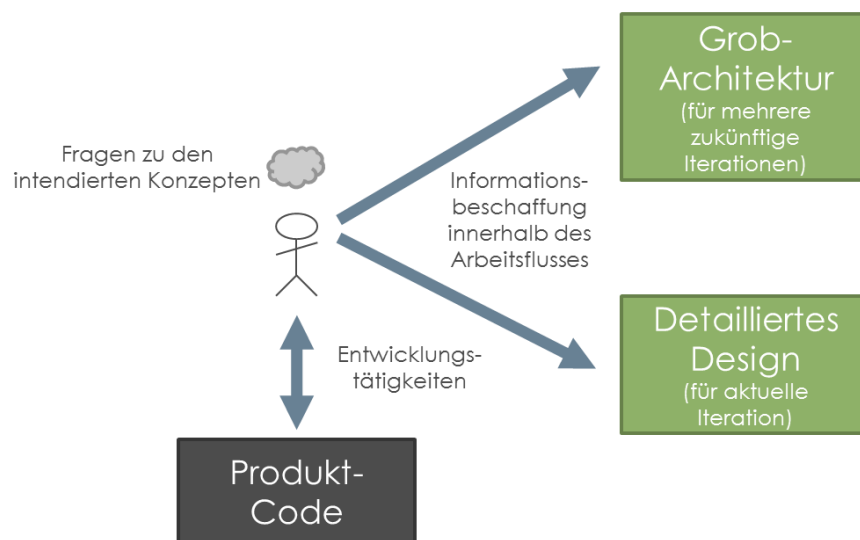 Grob-
Architektur
(für mehrere
zukünftige
Iterationen)
Fragen zu den
intendierten Konzepten
Informations-
beschaffung
innerhalb des
Arbeitsflusses
Detailliertes
Design
(für aktuelle
Iteration)
Entwicklungs-
tätigkeiten
Produkt-
Code